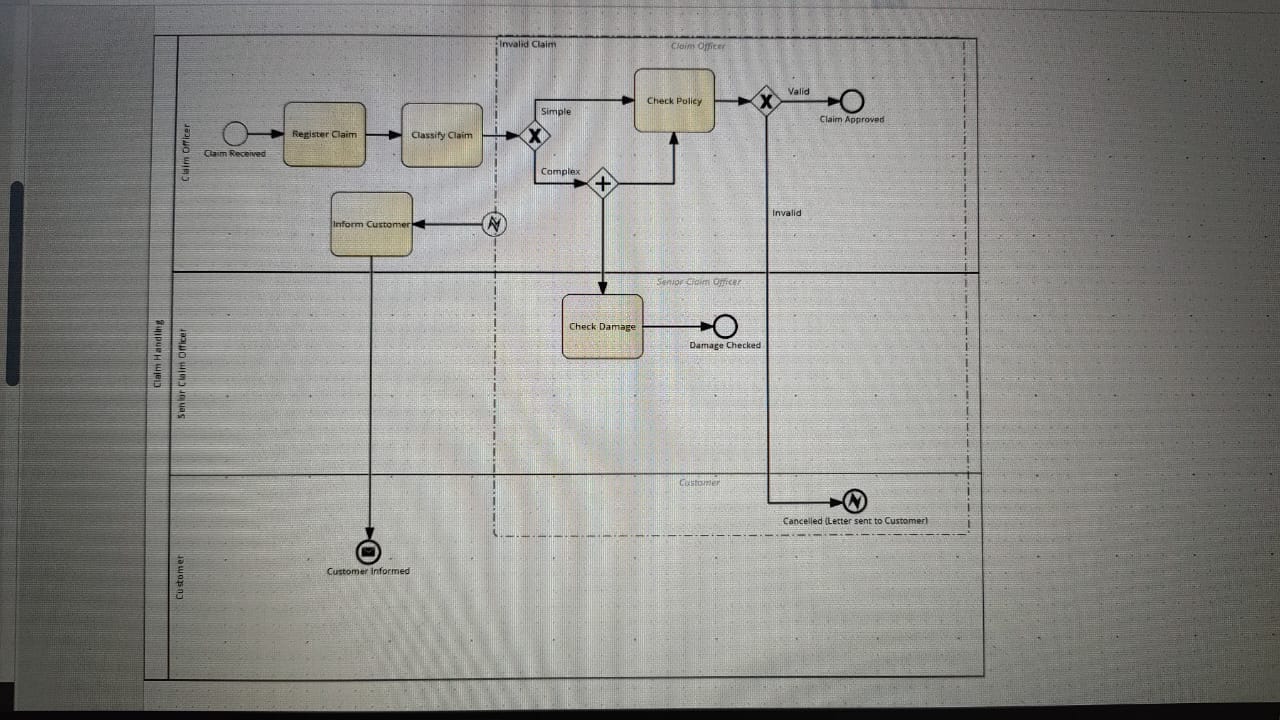 Invalid Claim
Claim Officer
Claim Handling
Claim Officer
Claim Received
Register Claim
Classify Claim
Simple
Complex
Check Policy
Valid
Claim Approved
Invalid
Inform Customer
Senior Claim Officer
Senior Claim Officer
Check Damage
Damage Checked
Customer
Customer
Cancelled (Letter sent to Customer)
Customer Informed